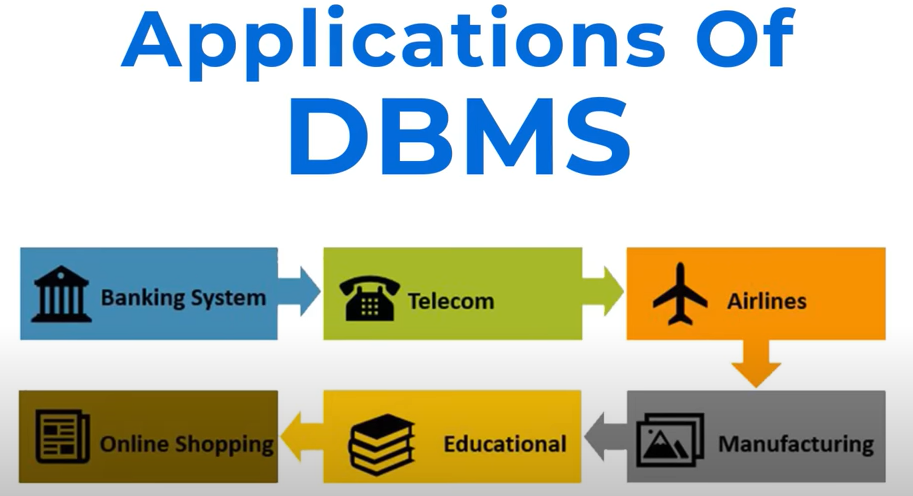 Applications Of
DBMS
Banking System
Telecom
Airlines
Manufacturing
Educational
Online Shopping